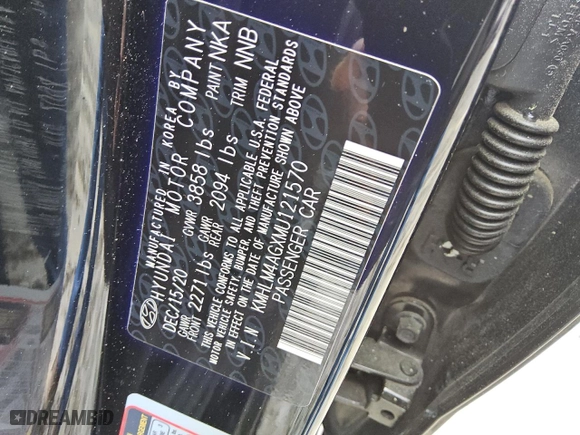 MANUFACTURED IN KOREA BY
HYUNDAI MOTOR COMPANY
DEC/15/20 GVWR 3858 lbs PAINT NKA
GAWR FRONT 2271 lbs GAWR REAR 2094 lbs TRIM NNB
THIS VEHICLE CONFORMS TO ALL APPLICABLE U.S.A. FEDERAL
MOTOR VEHICLE SAFETY, BUMPER, AND THEFT PREVENTION STANDARDS
IN EFFECT ON THE DATE OF MANUFACTURE SHOWN ABOVE
V.I.N KMHLM4AGXMU121570
PASSENGER CAR
DREAMBID